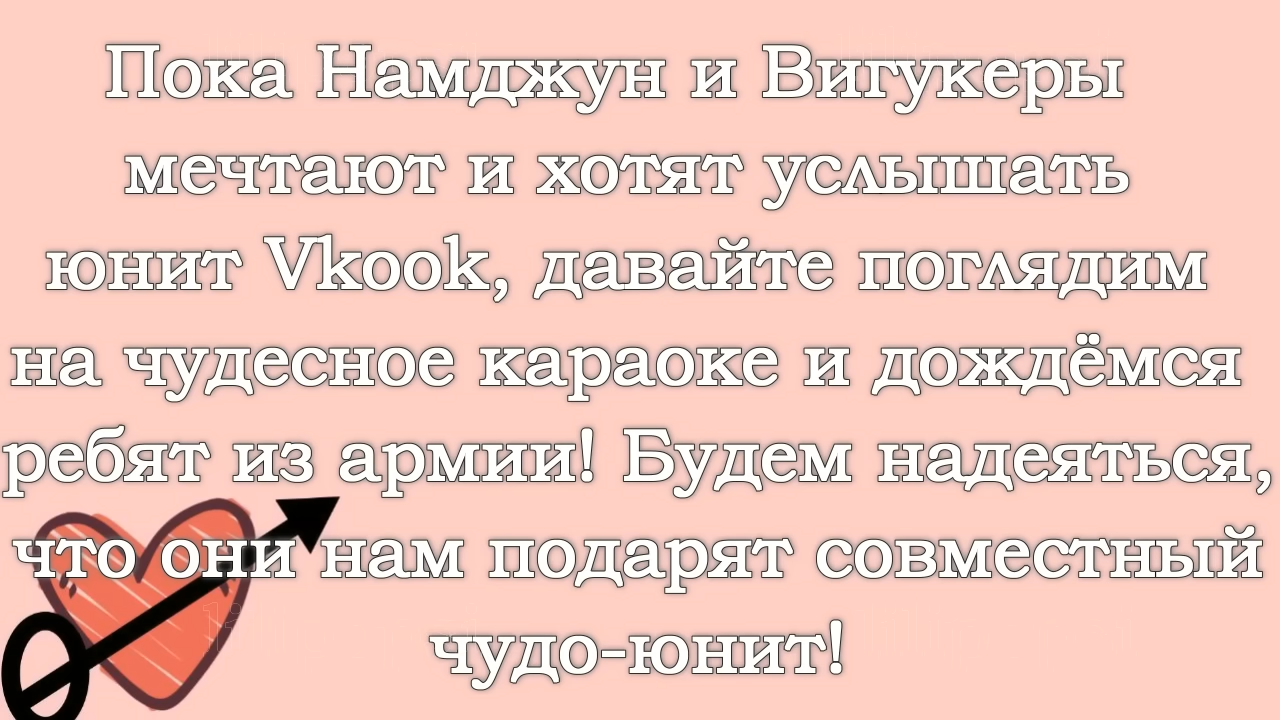 Пока Намджун и Вигукеры
мечтают и хотят услышать
юнит Vkook, давайте поглядим
на чудесное караоке и дождёмся
ребят из армии! Будем надеяться,
что они нам подарят совместный
чудо-юнит!